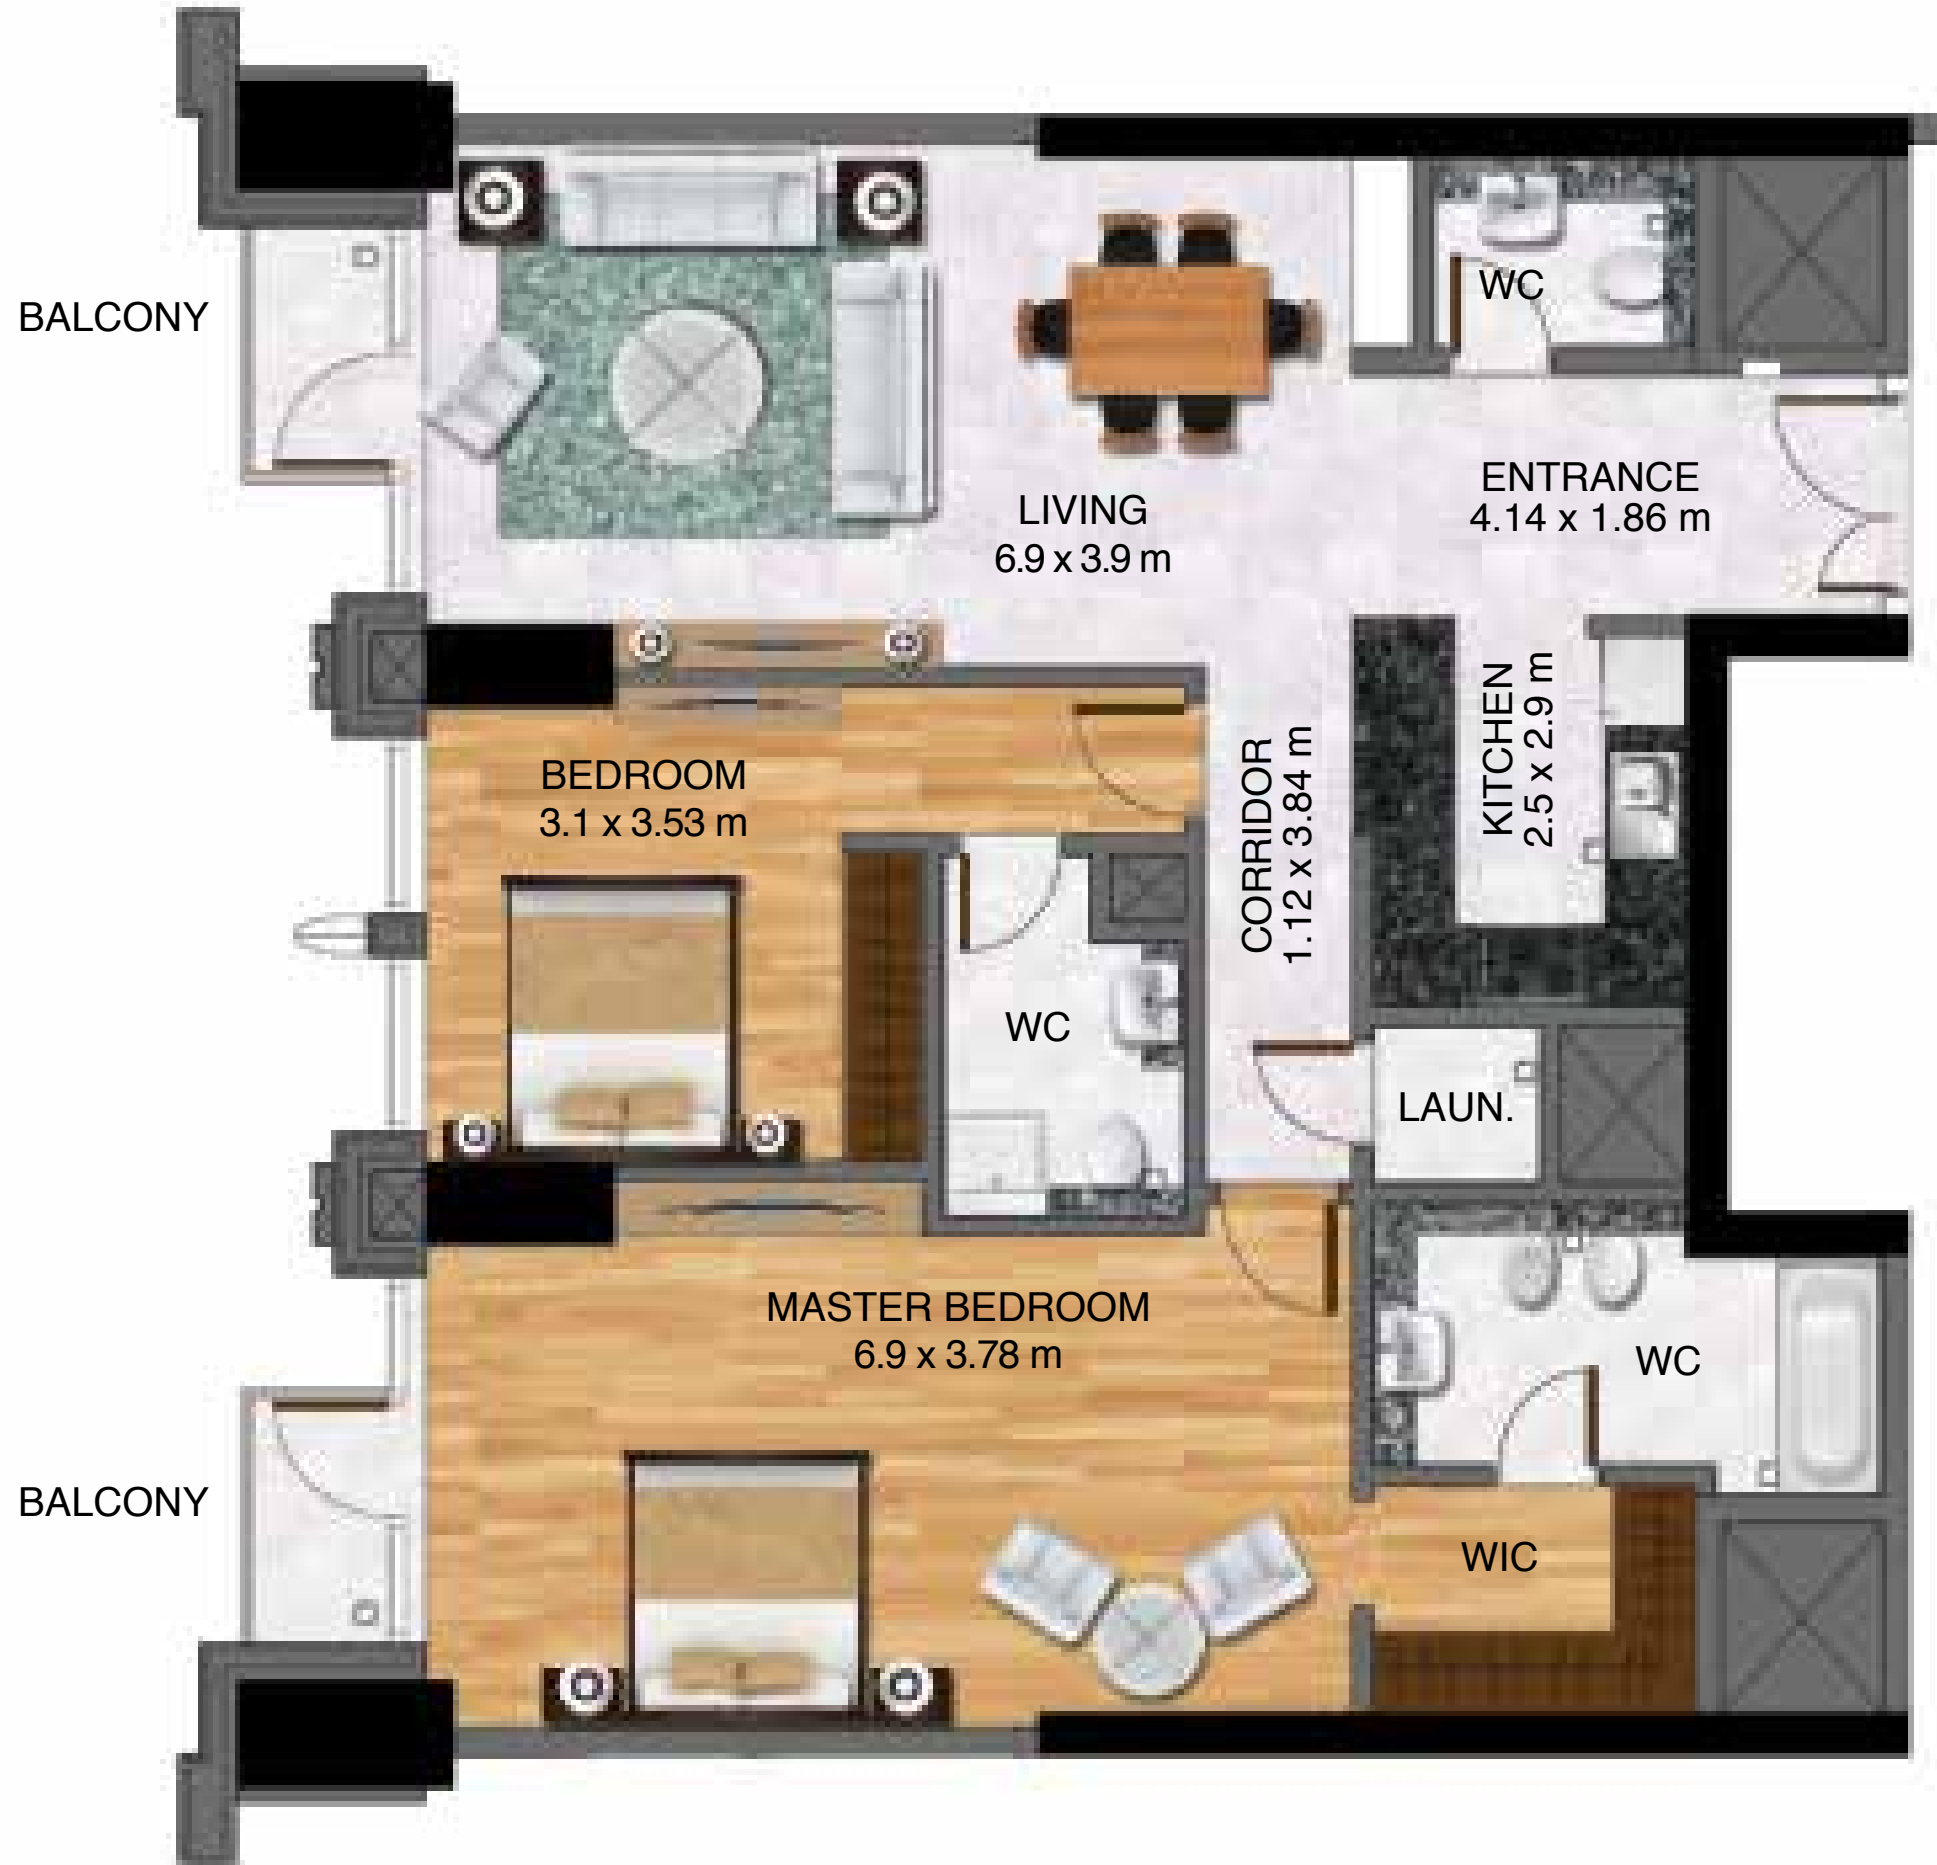 WC
BALCONY
ENTRANCE
4.14 x 1.86 m
LIVING
6.9 x 3.9 m
KITCHEN
2.5 x 2.9 m
BEDROOM
3.1 x 3.53 m
CORRIDOR
1.12 x 3.84 m
WC
LAUN.
MASTER BEDROOM
6.9 x 3.78 m
WC
BALCONY
WIC